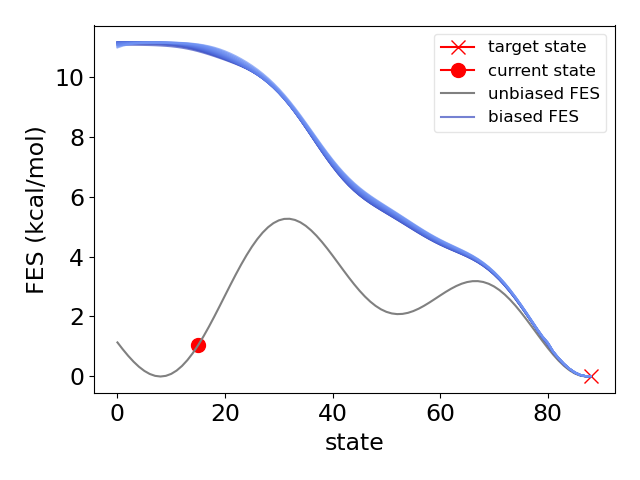 target state
current state
unbiased FES
biased FES
FES (kcal/mol)
10
8
6
4
2
0
0 20 40 60 80
state